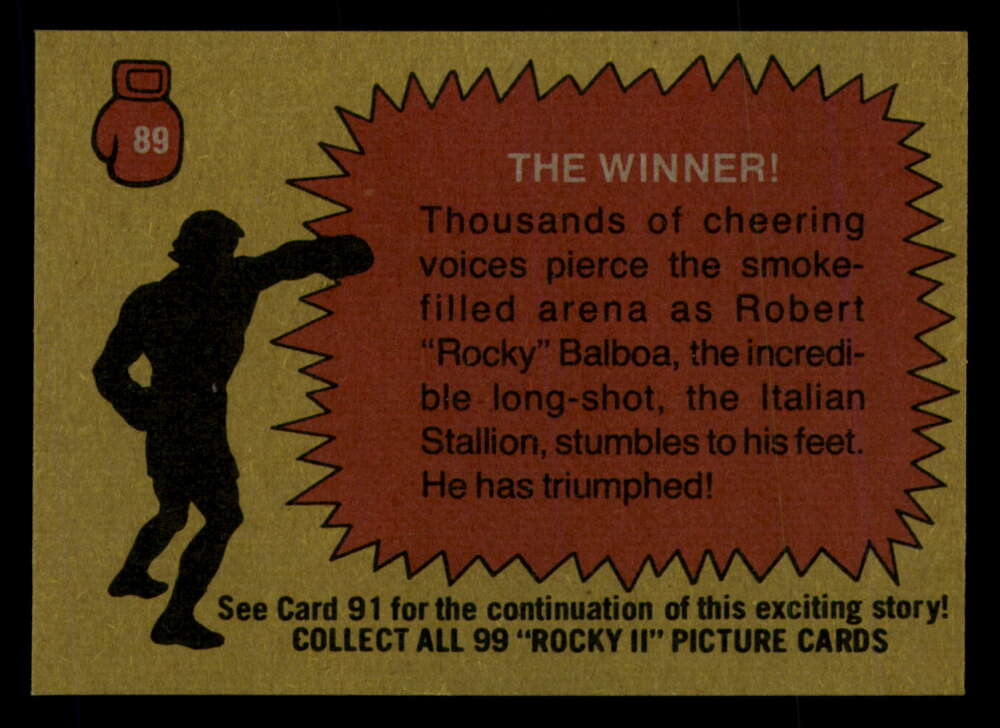 89
THE WINNER!
Thousands of cheering
voices pierce the smoke-
filled arena as Robert
“Rocky” Balboa, the incredi-
ble long-shot, the Italian
Stallion, stumbles to his feet.
He has triumphed!
See Card 91 for the continuation of this exciting story!
COLLECT ALL 99 “ROCKY II” PICTURE CARDS